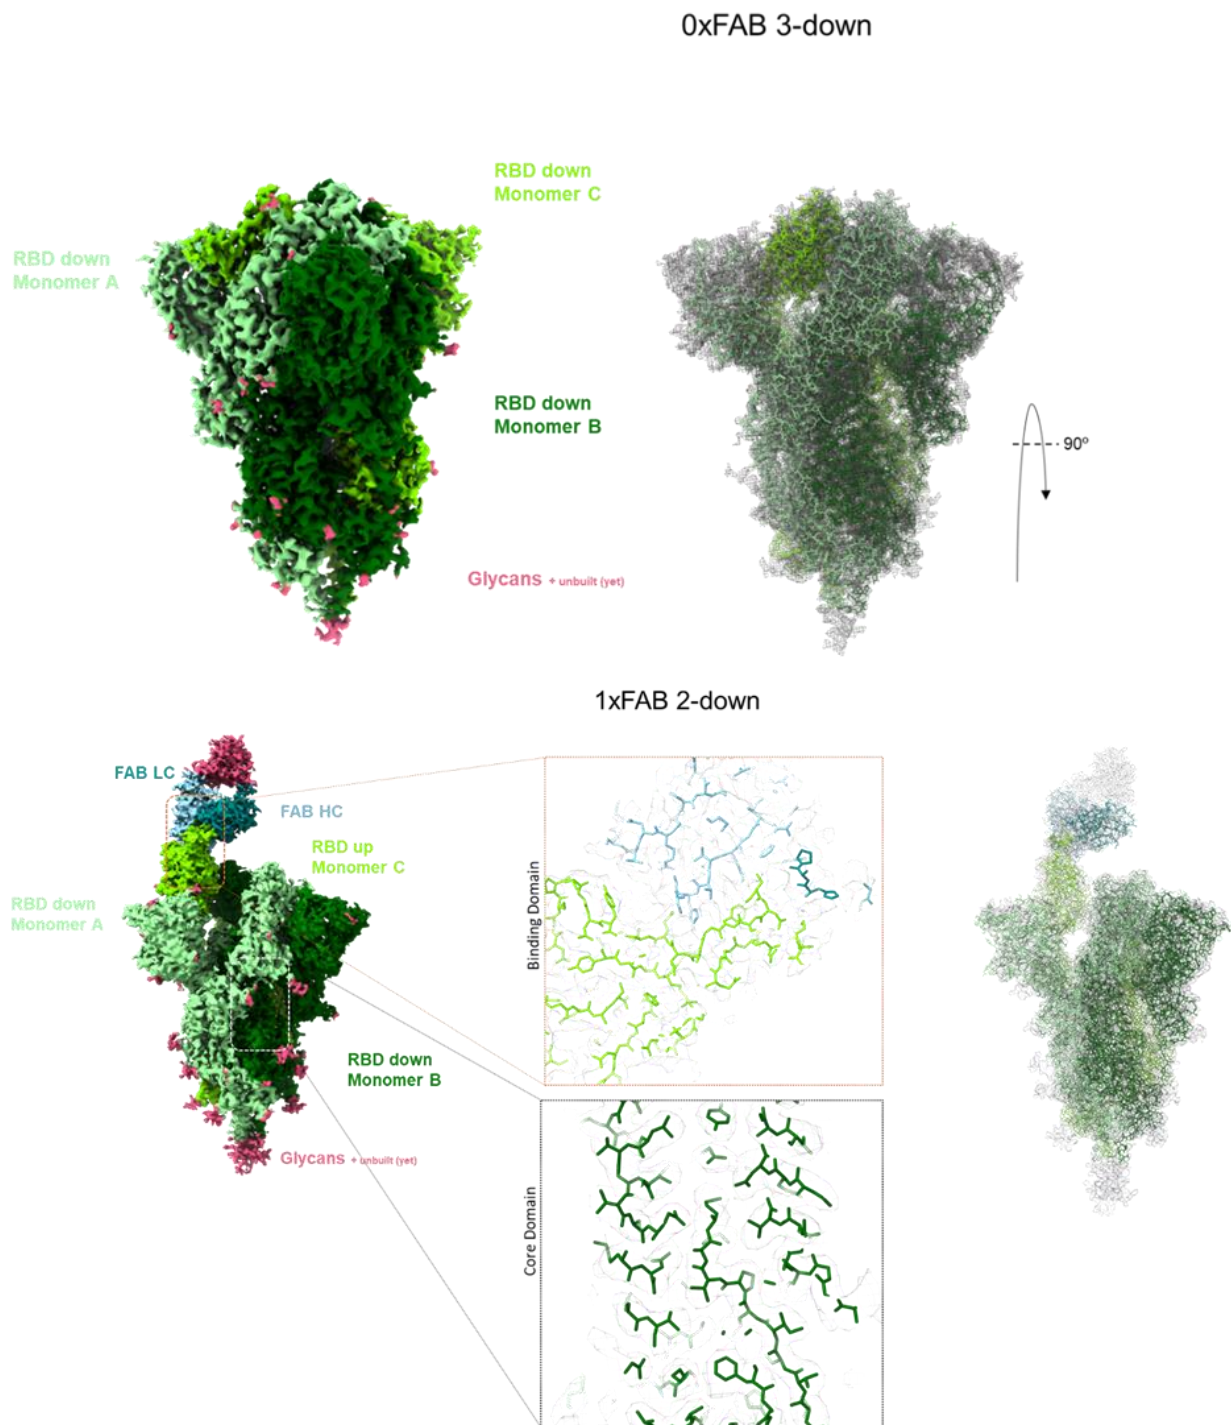 0xFAB 3-down
RBD down
Monomer C
RBD down
Monomer A
RBD down
Monomer B
90º
Glycans + unbuilt (yet)
1xFAB 2-down
FAB LC
FAB HC
RBD up
Monomer C
RBD down
Monomer A
Binding Domain
RBD down
Monomer B
Glycans + unbuilt (yet)
Core Domain